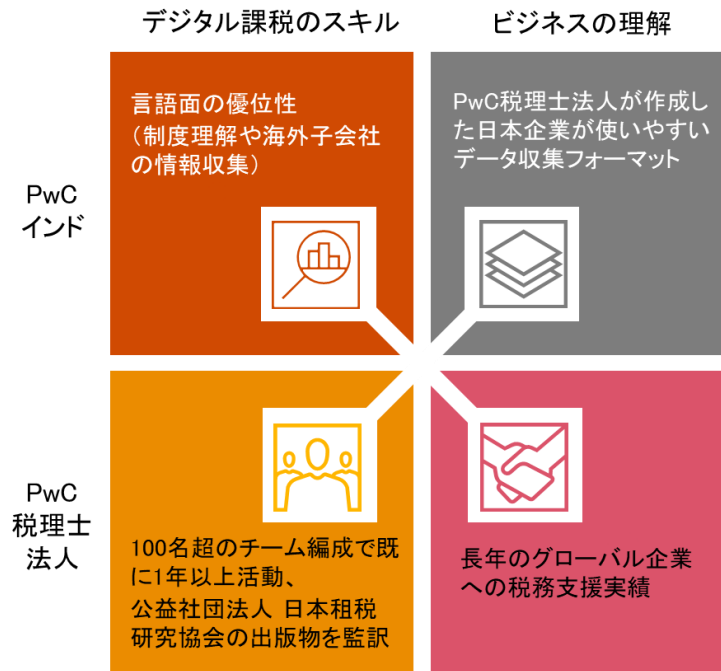 デジタル課税のスキル
ビジネスの理解
PwC
インド
言語面の優位性
（制度理解や海外子会社
の情報収集）
PwC税理士法人が作成し
た日本企業が使いやすい
データ収集フォーマット
PwC
税理士
法人
100名超のチーム編成で既
に1年以上活動、
公益社団法人 日本租税
研究協会の出版物を監訳
長年のグローバル企業
への税務支援実績